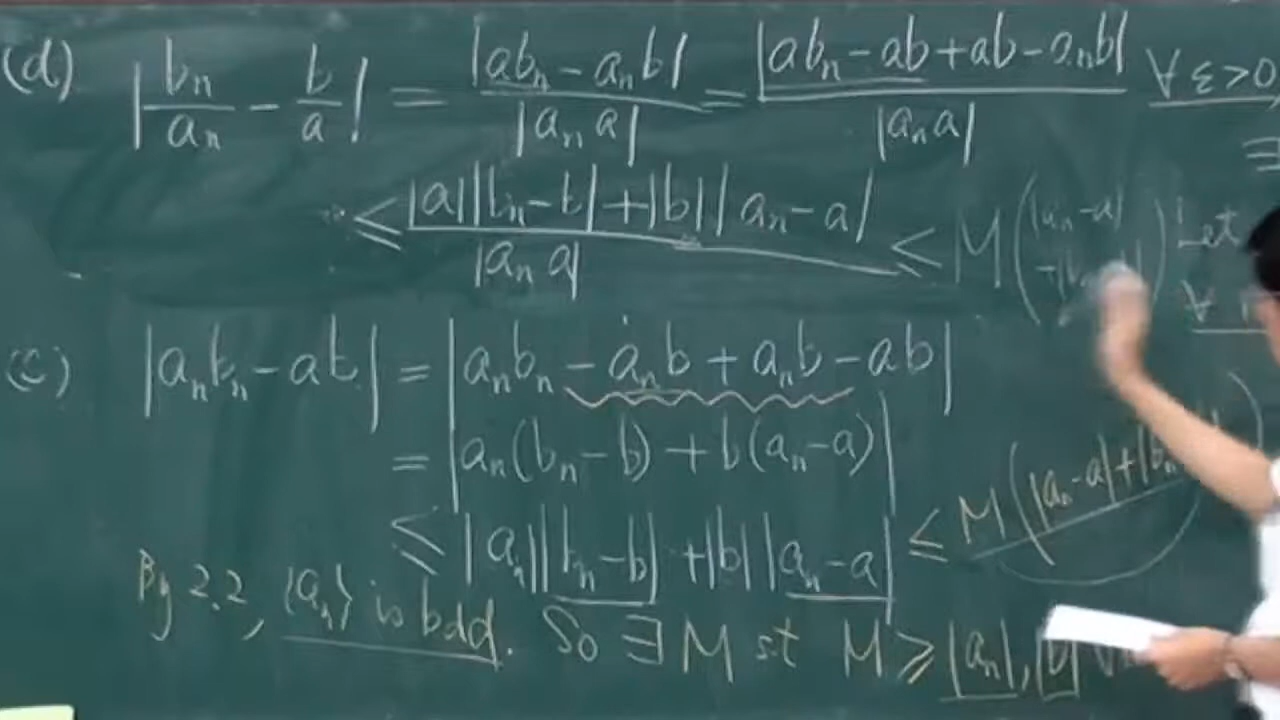 (d) |bₙ/aₙ - b/a| = |abₙ - aₙb|/|aₙ a| = |abₙ - ab + ab - aₙb|/|aₙ a| ∀ ε>0,
∃
≤ |a||bₙ - b| + |b||aₙ - a|/|aₙ a| ≤ M(|aₙ - a| Let
∀
(c) |aₙbₙ - ab| = |aₙbₙ - aₙb + aₙb - ab|
= |aₙ(bₙ - b) + b(aₙ - a)|
≤ |aₙ||bₙ - b| + |b||aₙ - a| ≤ M(|aₙ - a| + |bₙ
By 2.2, {aₙ} is bdd. So ∃ M st M ≥ |aₙ|, |b| ∀